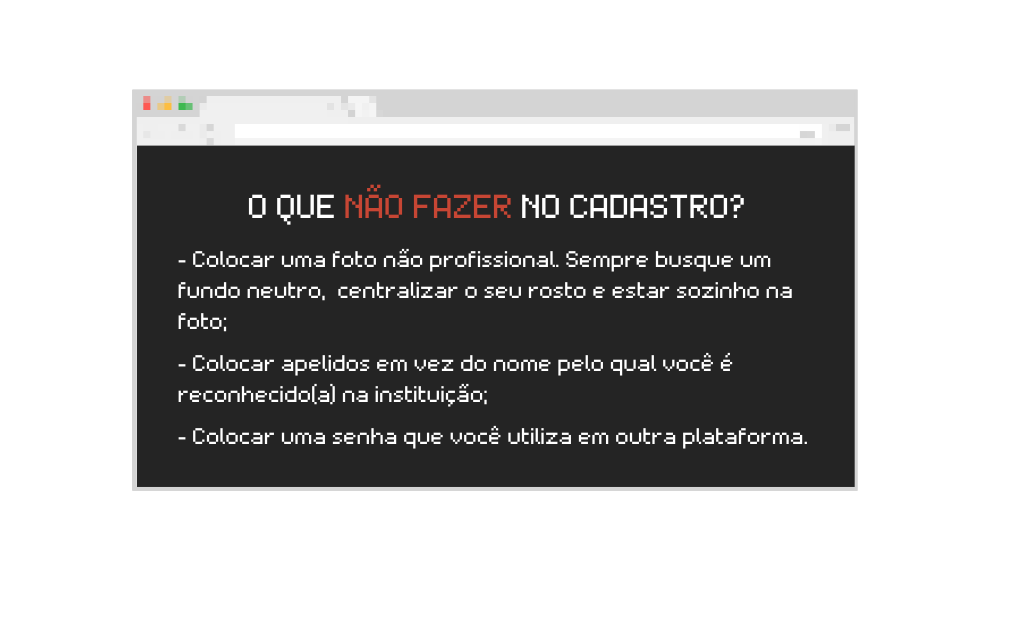 O QUE NÃO FAZER NO CADASTRO?
- Colocar uma foto não profissional. Sempre busque um
fundo neutro, centralizar o seu rosto e estar sozinho na
foto;
- Colocar apelidos em vez do nome pelo qual você é
reconhecido(a) na instituição;
- Colocar uma senha que você utiliza em outra plataforma.